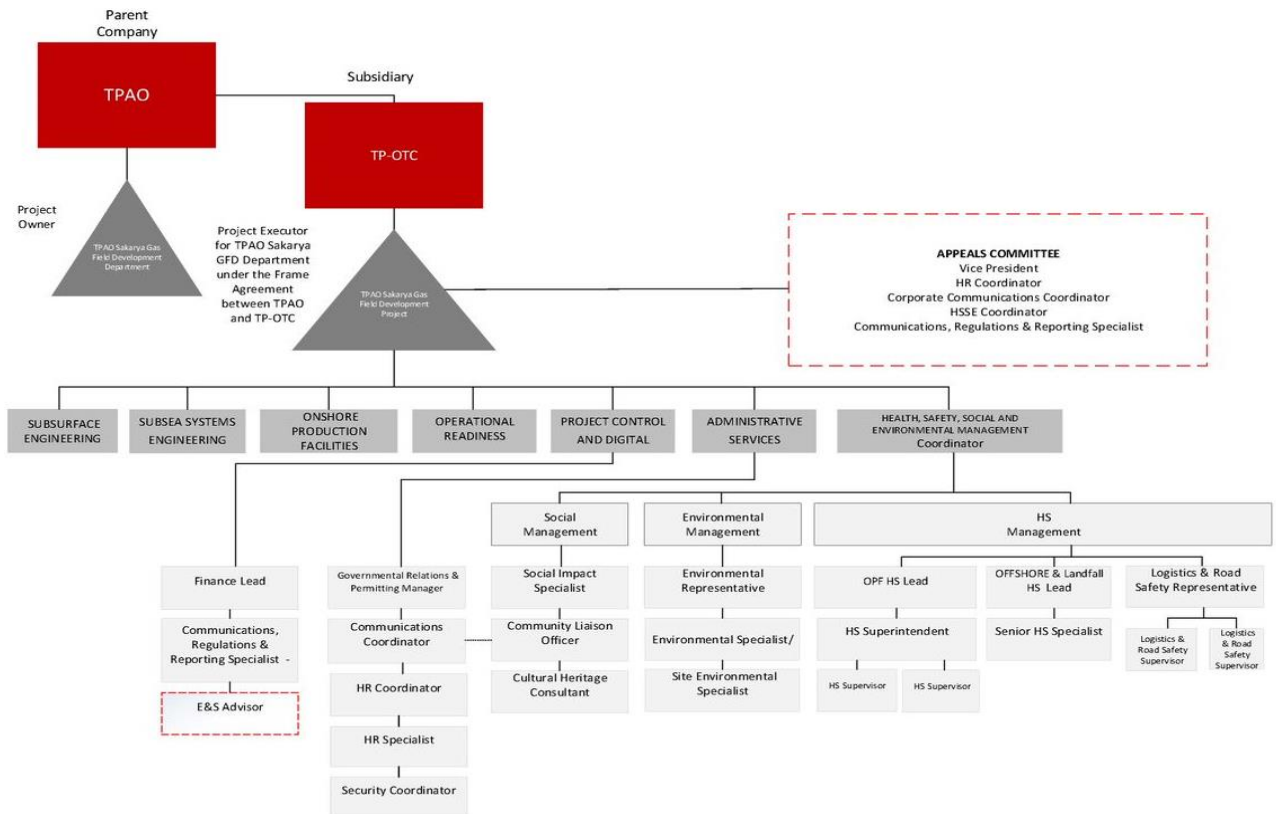 Parent
Company
TPAO
Subsidiary
TP-OTC
Project
Owner
TPAO Sakarya Gas
Field Development
Department
Project Executor
for TPAO Sakarya
GFD Department
under the Frame
Agreement
between TPAO
and TP-OTC
TPAO Sakarya Gas
Field Development
Project
APPEALS COMMITTEE
Vice President
HR Coordinator
Corporate Communications Coordinator
HSSE Coordinator
Communications, Regulations & Reporting Specialist
SUBSURFACE
ENGINEERING
SUBSEA SYSTEMS
ENGINEERING
ONSHORE
PRODUCTION
FACILITIES
OPERATIONAL
READINESS
PROJECT CONTROL
AND DIGITAL
ADMINISTRATIVE
SERVICES
HEALTH, SAFETY, SOCIAL AND
ENVIRONMENTAL MANAGEMENT
Coordinator
Social
Management
Environmental
Management
HS
Management
Finance Lead
Communications,
Regulations &
Reporting Specialist -
E&S Advisor
Governmental Relations &
Permitting Manager
Communications
Coordinator
HR Coordinator
HR Specialist
Security Coordinator
Social Impact
Specialist
Community Liaison
Officer
Cultural Heritage
Consultant
Environmental
Representative
Environmental Specialist/
Site Environmental
Specialist
OPF HS Lead
HS Superintendent
HS Supervisor
HS Supervisor
OFFSHORE & Landfall
HS Lead
Senior HS Specialist
Logistics & Road
Safety Representative
Logistics &
Road Safety
Supervisor
Logistics
& Road
Safety
Supervisor